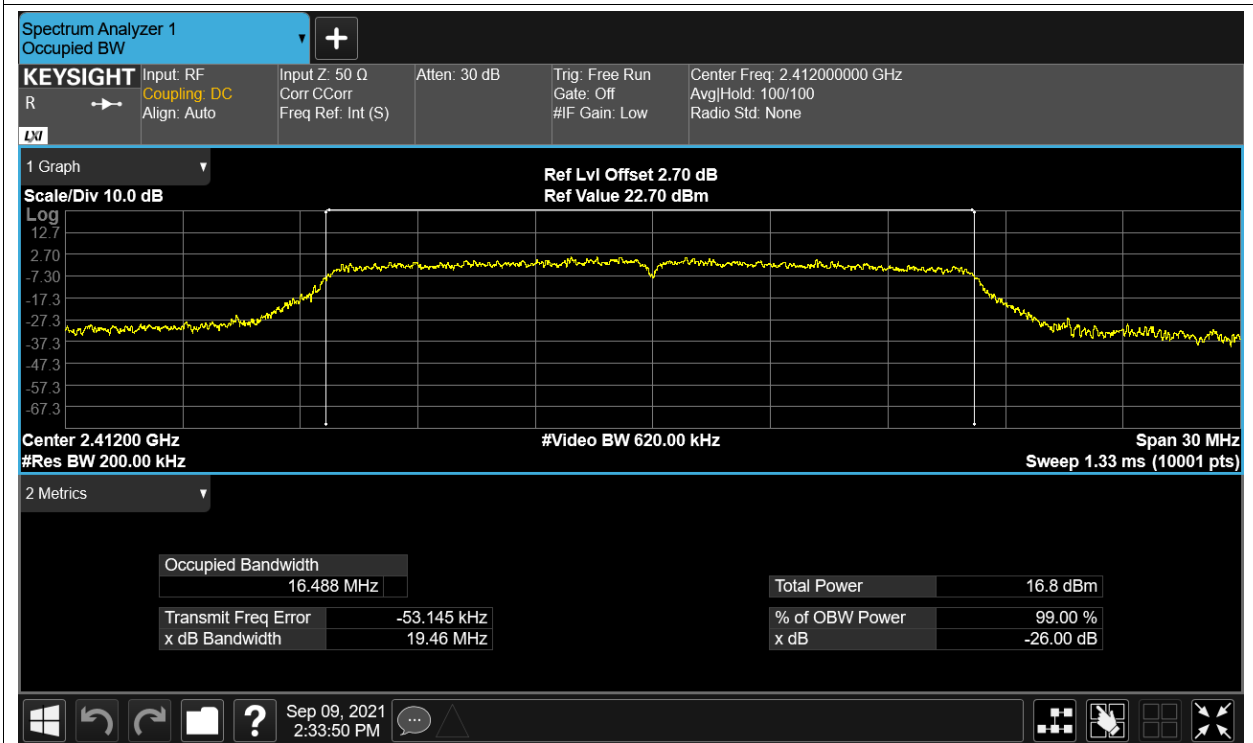 Spectrum Analyzer 1
Occupied BW
KEYSIGHT
R
LXI
Input: RF
Coupling: DC
Align: Auto
Input Z: 50 Ω
Corr CCorr
Freq Ref: Int (S)
Atten: 30 dB
Trig: Free Run
Gate: Off
#IF Gain: Low
Center Freq: 2.412000000 GHz
Avg|Hold: 100/100
Radio Std: None
1 Graph
Scale/Div 10.0 dB
Ref Lvl Offset 2.70 dB
Ref Value 22.70 dBm
Log
12.7
2.70
-7.30
-17.3
-27.3
-37.3
-47.3
-57.3
-67.3
Center 2.41200 GHz
#Video BW 620.00 kHz
Span 30 MHz
#Res BW 200.00 kHz
Sweep 1.33 ms (10001 pts)
2 Metrics
Occupied Bandwidth
16.488 MHz
Total Power 16.8 dBm
Transmit Freq Error -53.145 kHz
% of OBW Power 99.00 %
x dB Bandwidth 19.46 MHz
x dB -26.00 dB
?
Sep 09, 2021
2:33:50 PM